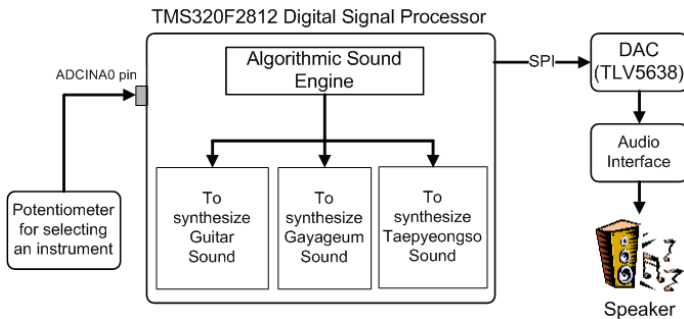 TMS320F2812 Digital Signal Processor
ADCINA0 pin
Potentiometer
for selecting
an instrument
Algorithmic Sound
Engine
To
synthesize
Guitar
Sound
To
synthesize
Gayageum
Sound
To
synthesize
Taepyeongso
Sound
SPI
DAC
(TLV5638)
Audio
Interface
Speaker